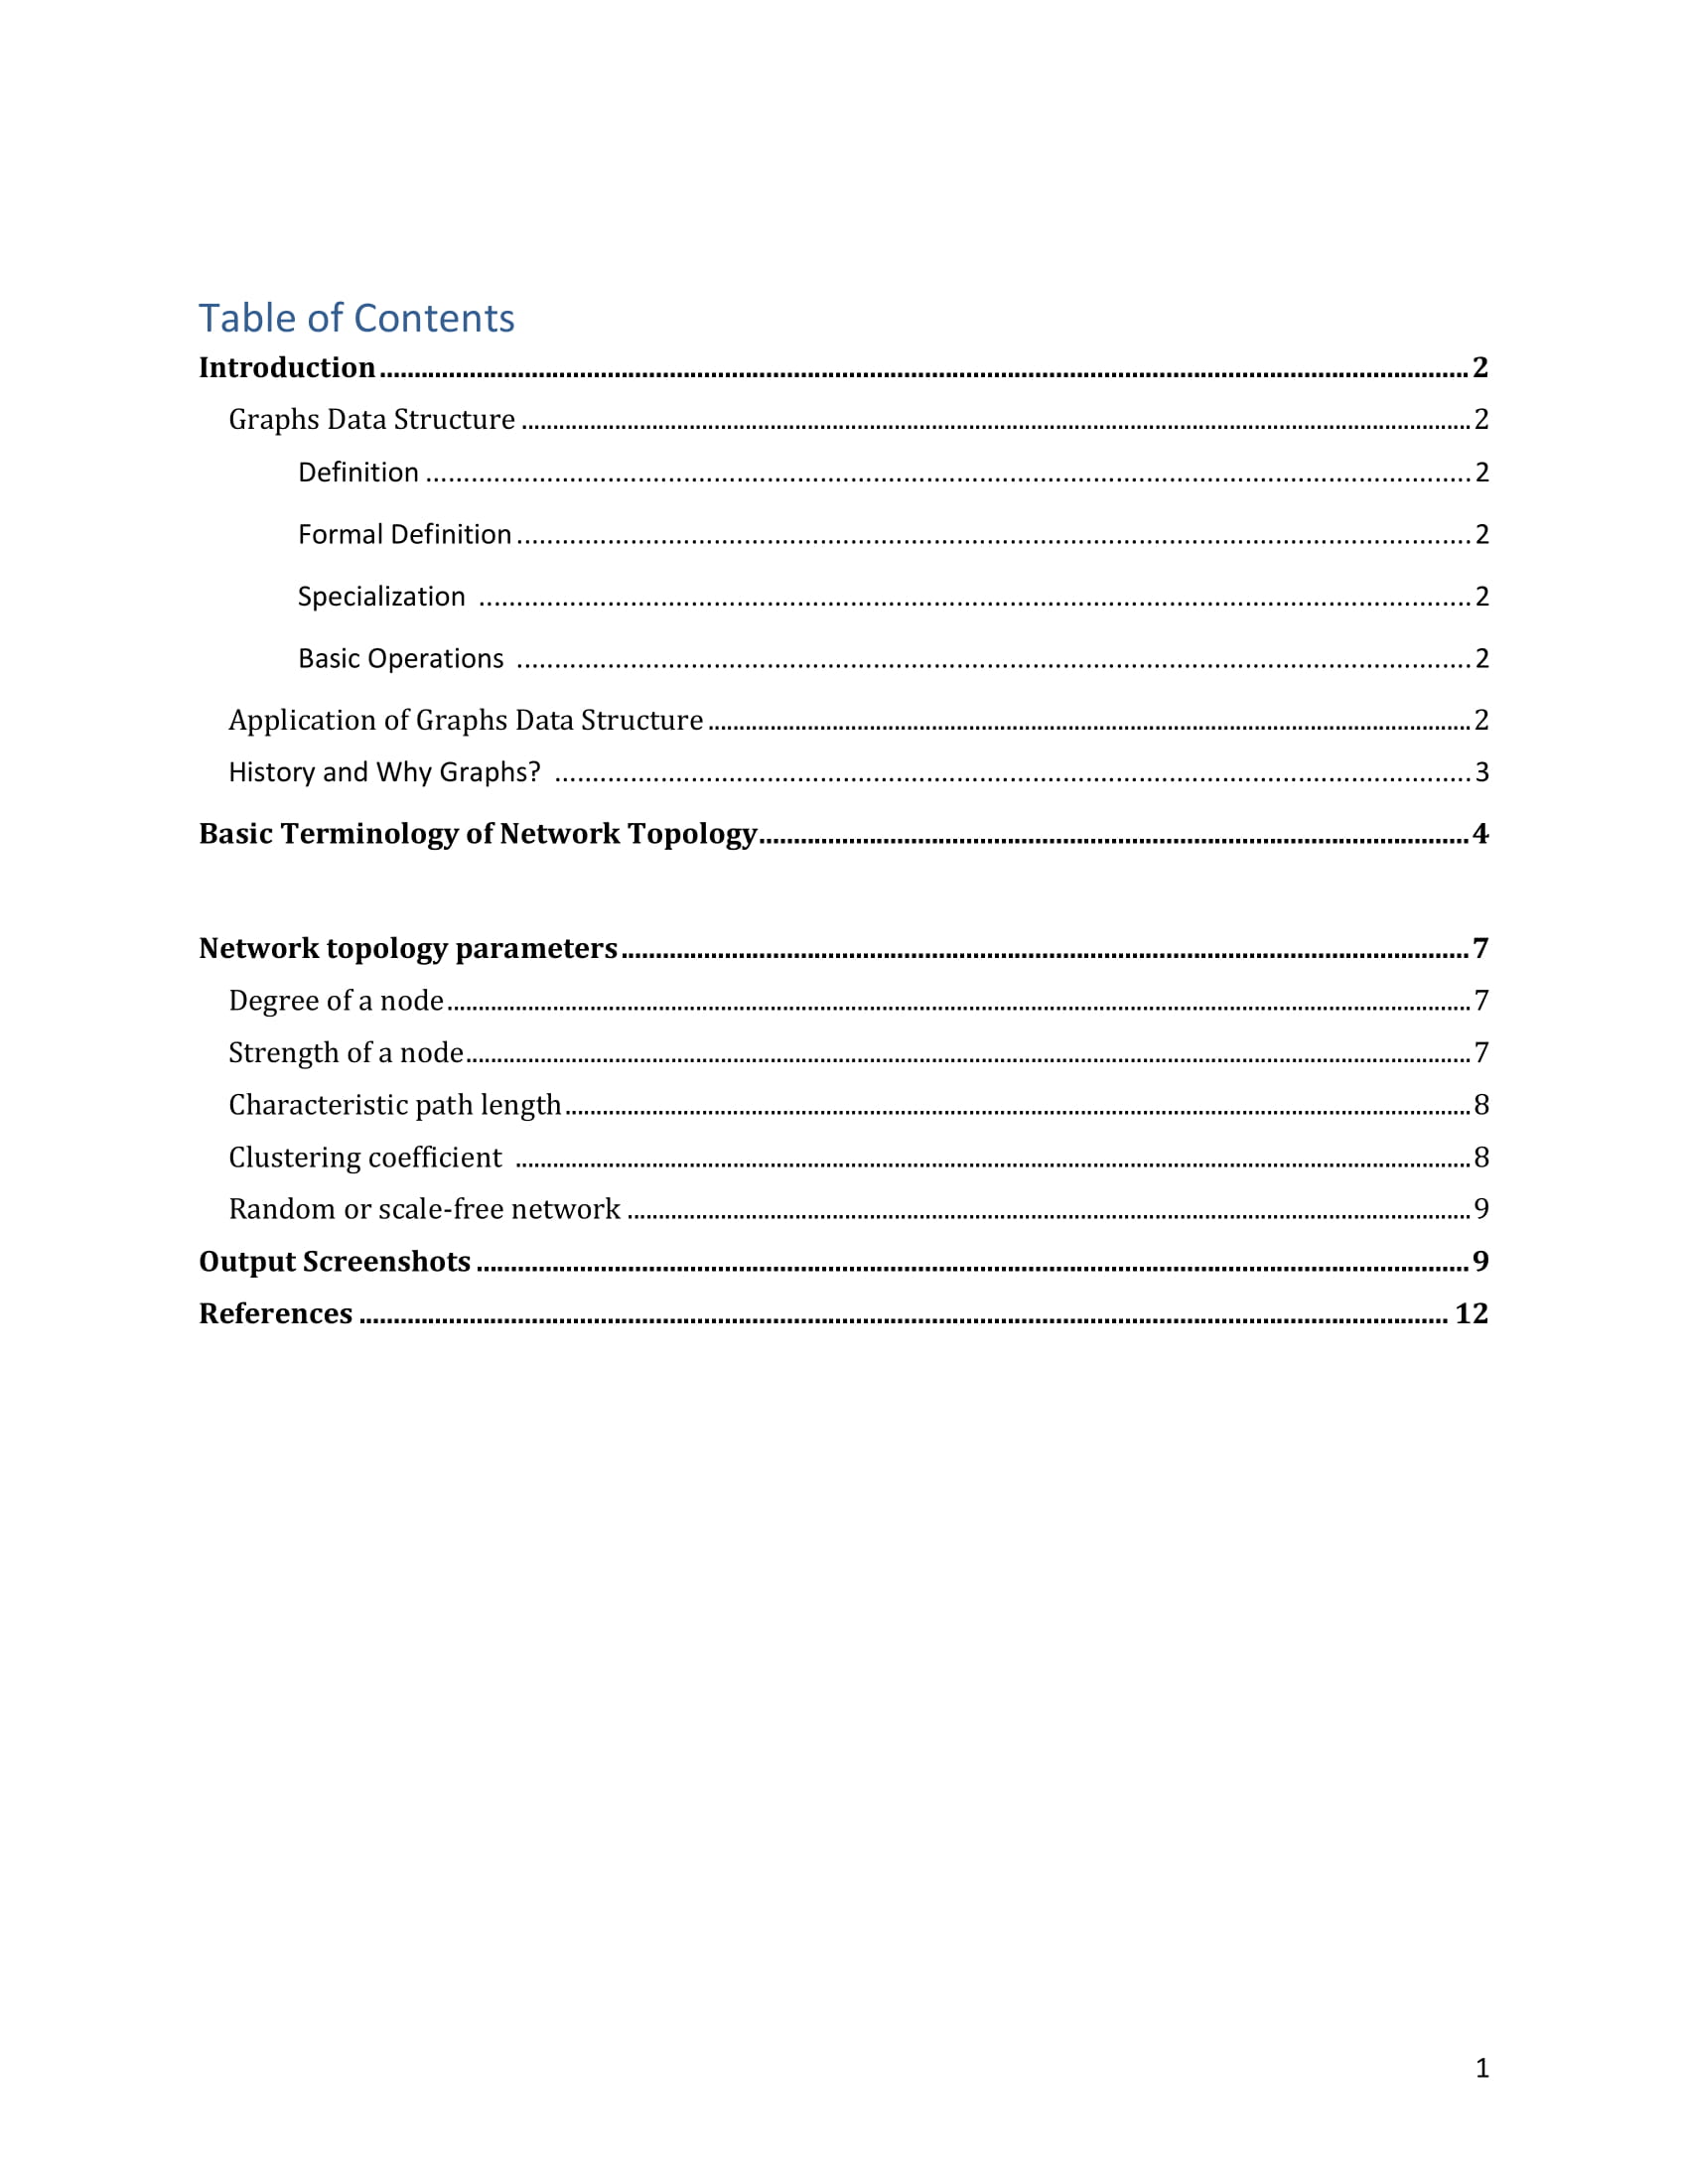 Table of Contents
Introduction ........ 2
Graphs Data Structure ........ 2
Definition ........ 2
Formal Definition ........ 2
Specialization ........ 2
Basic Operations ........ 2
Application of Graphs Data Structure ........ 2
History and Why Graphs? ........ 3
Basic Terminology of Network Topology ........ 4
Network topology parameters ........ 7
Degree of a node ........ 7
Strength of a node ........ 7
Characteristic path length ........ 8
Clustering coefficient ........ 8
Random or scale-free network ........ 9
Output Screenshots ........ 9
References ........ 12
1